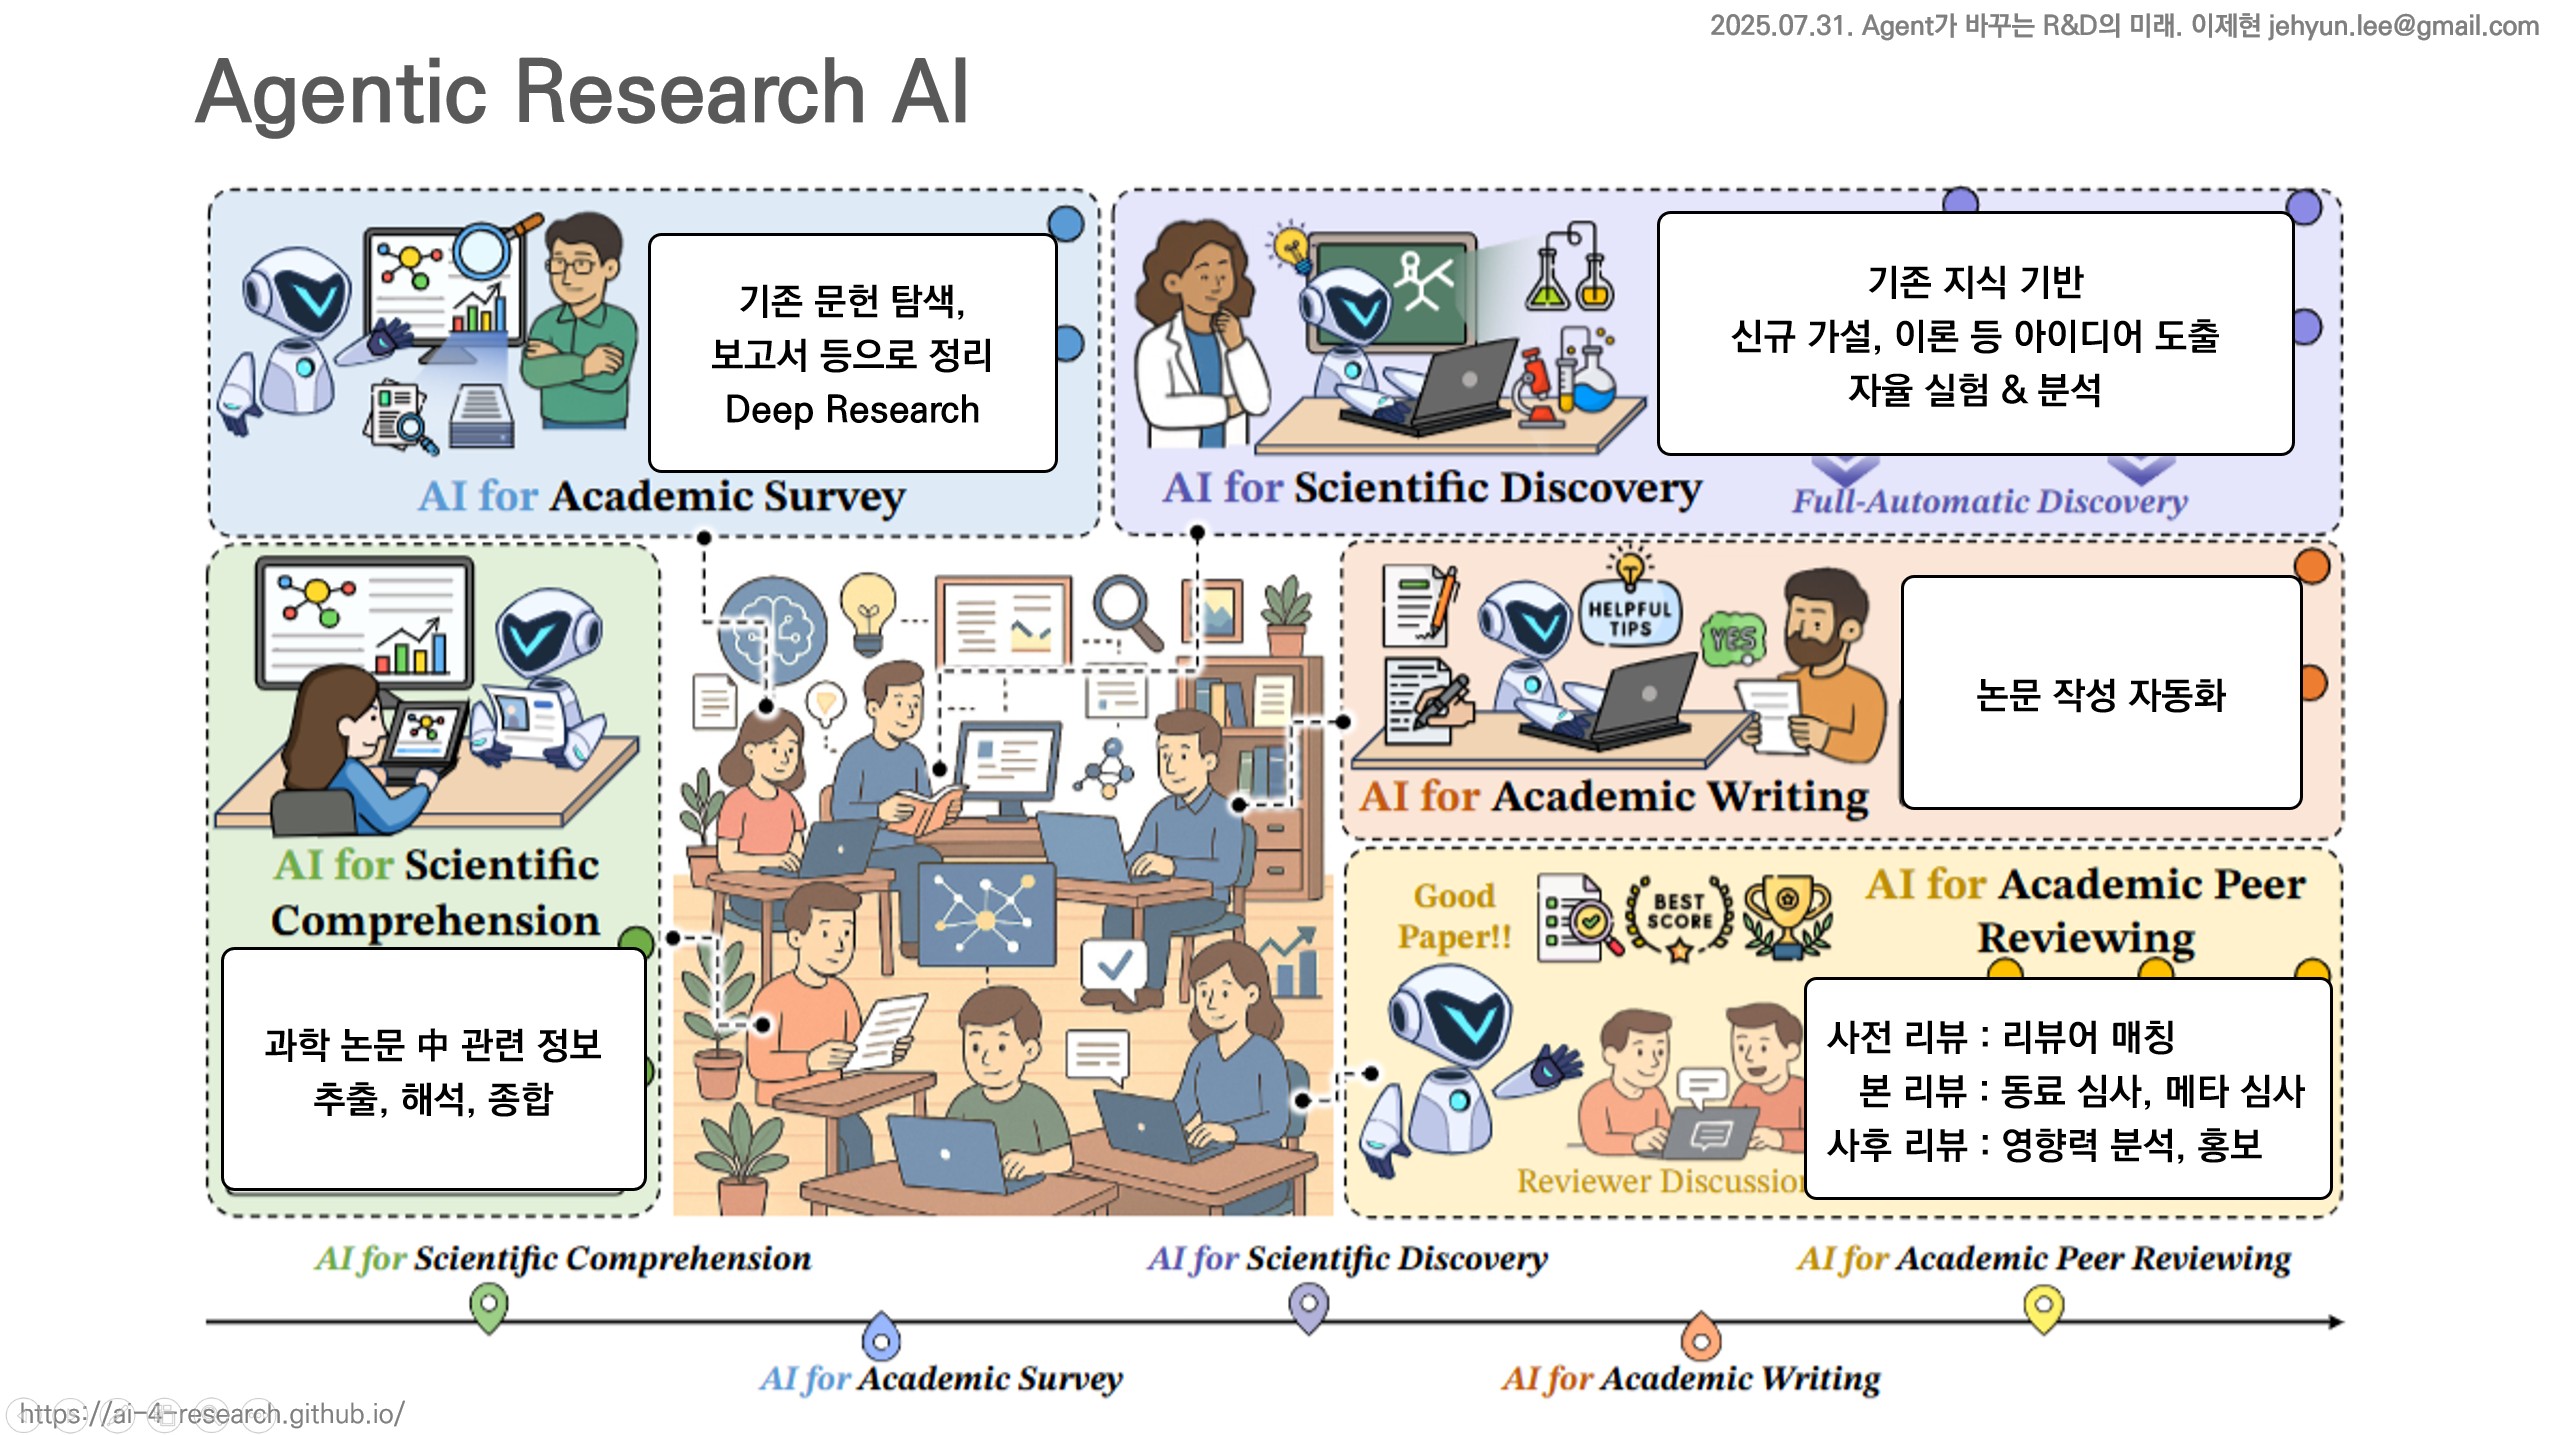 2025.07.31. Agent가 바꾸는 R&D의 미래. 이제현 jehyun.lee@gmail.com
Agentic Research AI
기존 문헌 탐색,
보고서 등으로 정리
Deep Research
AI for Academic Survey
기존 지식 기반
신규 가설, 이론 등 아이디어 도출
자율 실험 & 분석
AI for Scientific Discovery
Full-Automatic Discovery
AI for Scientific
Comprehension
과학 논문 中 관련 정보
추출, 해석, 종합
HELPFUL
TIPS
YES
논문 작성 자동화
AI for Academic Writing
Good
Paper!!
BEST
SCORE
AI for Academic Peer
Reviewing
사전 리뷰 : 리뷰어 매칭
본 리뷰 : 동료 심사, 메타 심사
사후 리뷰 : 영향력 분석, 홍보
Reviewer Discussion
AI for Scientific Comprehension
AI for Scientific Discovery
AI for Academic Peer Reviewing
AI for Academic Survey
AI for Academic Writing
https://ai-4-research.github.io/